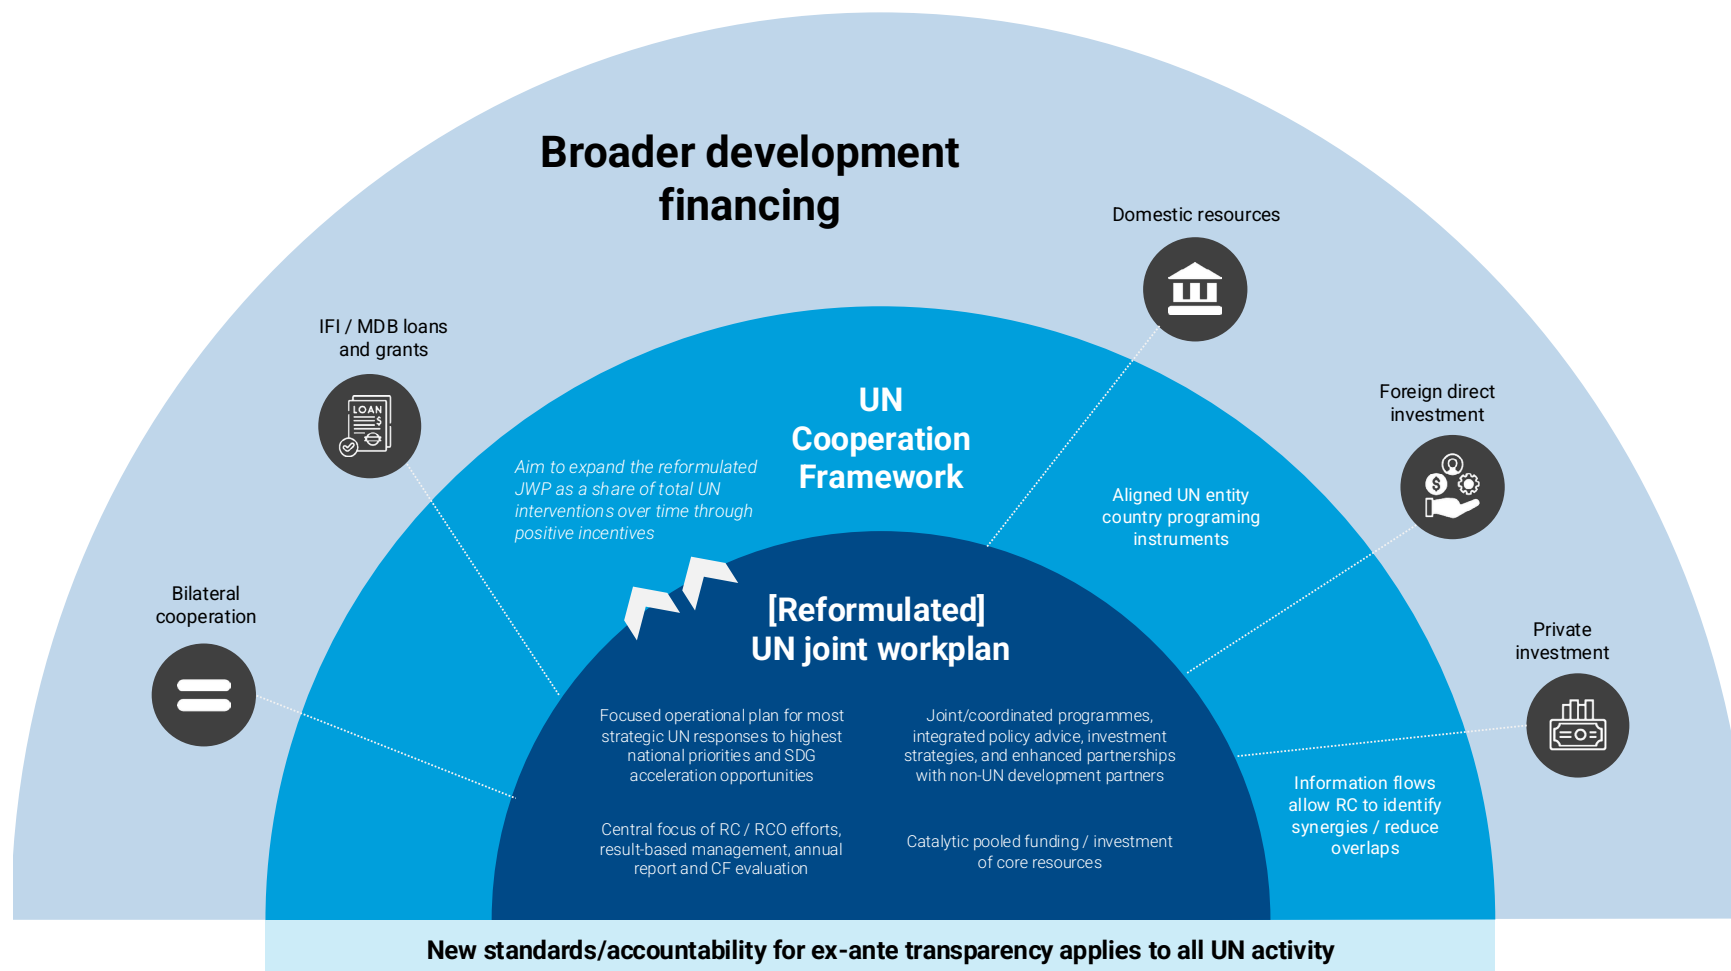 Broader development
financing
Domestic resources
IFI / MDB loans
and grants
LOAN
$
Foreign direct
investment
$
UN
Cooperation
Framework
Aim to expand the reformulated
JWP as a share of total UN
interventions over time through
positive incentives
Aligned UN entity
country programing
instruments
Bilateral
cooperation
[Reformulated]
UN joint workplan
Private
investment
Focused operational plan for most
strategic UN responses to highest
national priorities and SDG
acceleration opportunities
Joint/coordinated programmes,
integrated policy advice, investment
strategies, and enhanced partnerships
with non-UN development partners
Information flows
allow RC to identify
synergies / reduce
overlaps
Central focus of RC / RCO efforts,
result-based management, annual
report and CF evaluation
Catalytic pooled funding / investment
of core resources
New standards/accountability for ex-ante transparency applies to all UN activity